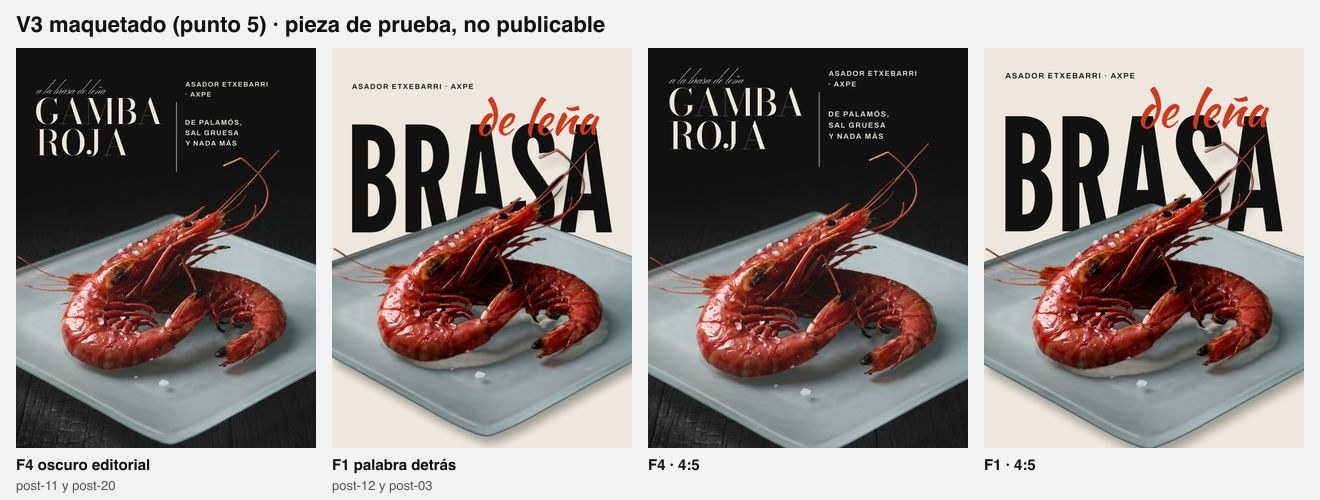 V3 maquetado (punto 5) · pieza de prueba, no publicable
a la brasa de leña
GAMBA
ROJA
ASADOR ETXEBARRI
· AXPE
DE PALAMÓS,
SAL GRUESA
Y NADA MÁS
ASADOR ETXEBARRI · AXPE
de leña
BRASA
a la brasa de leña
GAMBA
ROJA
ASADOR ETXEBARRI
· AXPE
DE PALAMÓS,
SAL GRUESA
Y NADA MÁS
ASADOR ETXEBARRI · AXPE
de leña
BRASA
F4 oscuro editorial
post-11 y post-20
F1 palabra detrás
post-12 y post-03
F4 · 4:5
F1 · 4:5